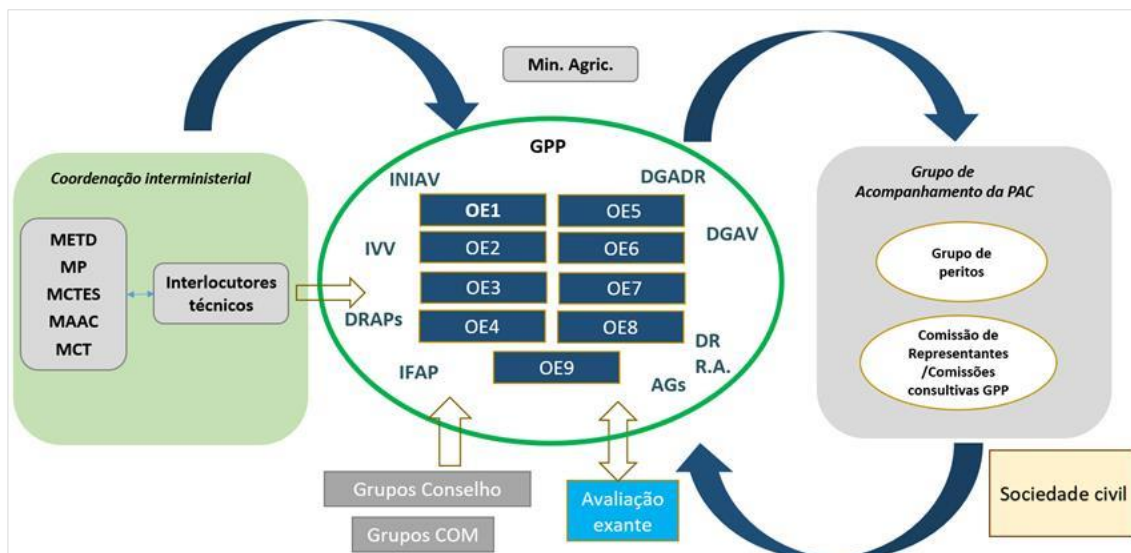 Min. Agric.
Coordenação interministerial
METD
MP
MCTES
MAAC
MCT
Interlocutores
técnicos
GPP
INIAV
DGADR
IVV
DGAV
DRAPs
DR
R.A.
IFAP
AGs
OE1
OE5
OE2
OE6
OE3
OE7
OE4
OE8
OE9
Grupos Conselho
Grupos COM
Avaliação
exante
Grupo de
Acompanhamento da PAC
Grupo de
peritos
Comissão de
Representantes
/Comissões
consultivas GPP
Sociedade civil